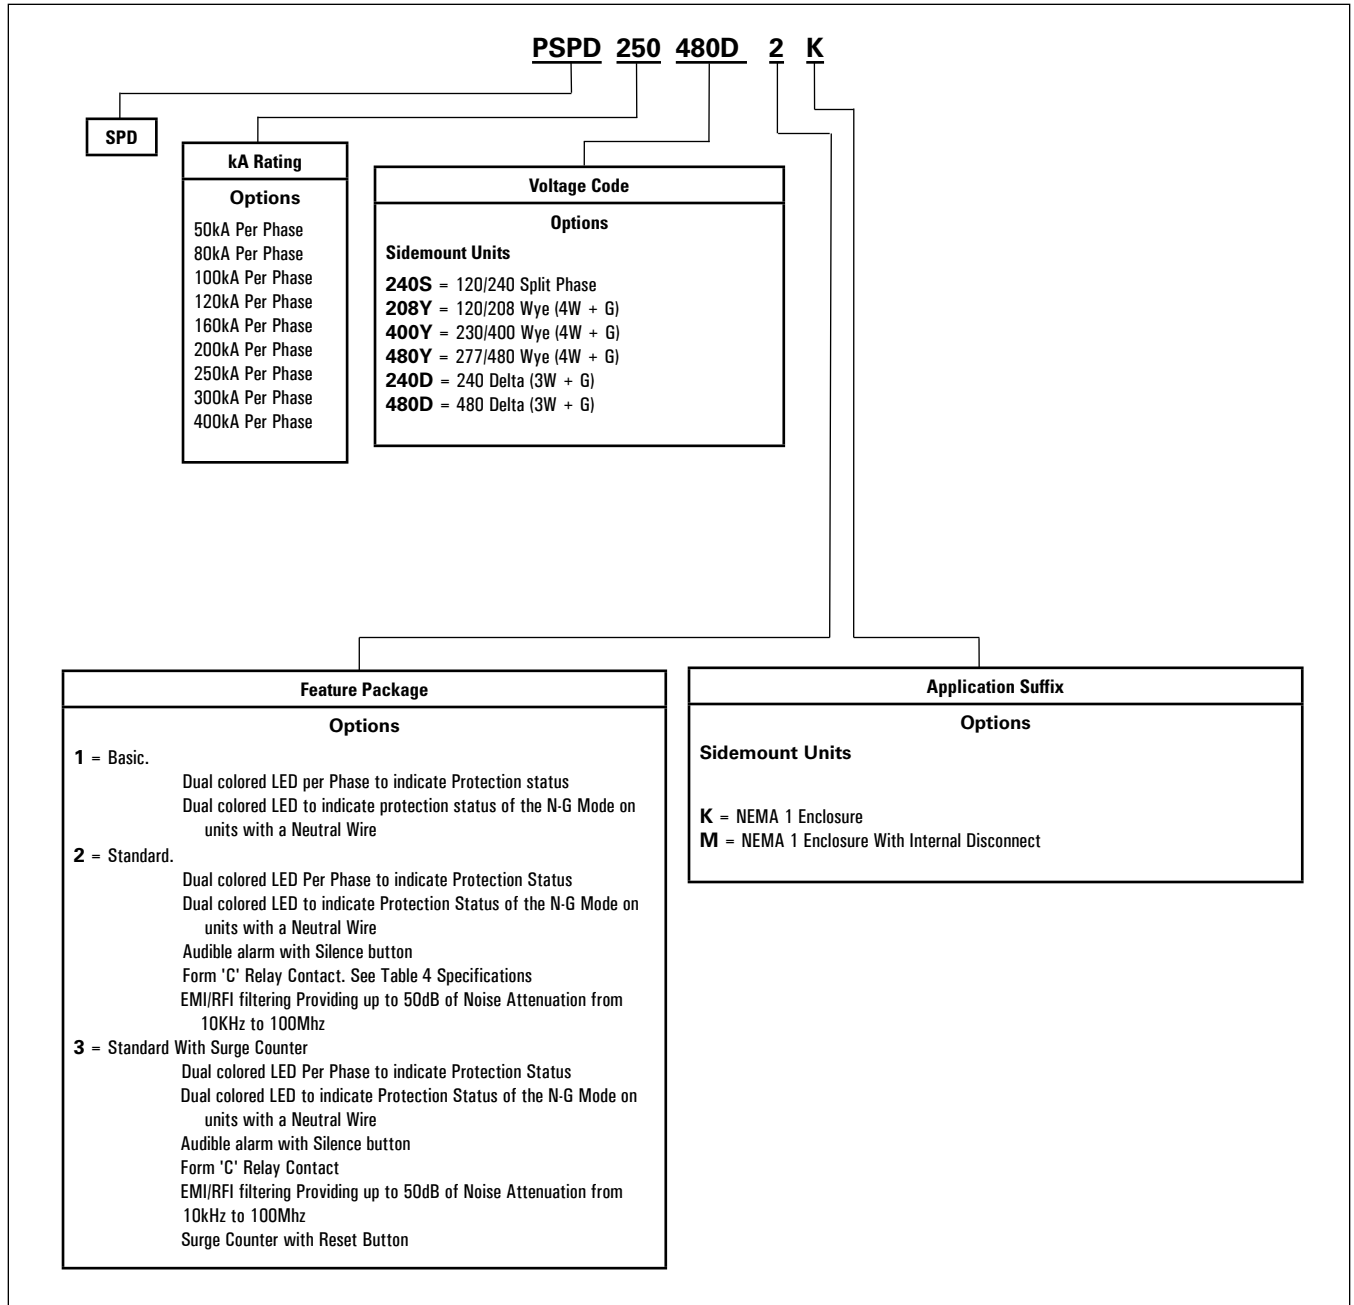 PSPD 250 480D 2 K
SPD
kA Rating
Options
50kA Per Phase
80kA Per Phase
100kA Per Phase
120kA Per Phase
160kA Per Phase
200kA Per Phase
250kA Per Phase
300kA Per Phase
400kA Per Phase
Voltage Code
Options
Sidemount Units
240S = 120/240 Split Phase
208Y = 120/208 Wye (4W + G)
400Y = 230/400 Wye (4W + G)
480Y = 277/480 Wye (4W + G)
240D = 240 Delta (3W + G)
480D = 480 Delta (3W + G)
Feature Package
Options
1 = Basic.
Dual colored LED per Phase to indicate Protection status
Dual colored LED to indicate protection status of the N-G Mode on
units with a Neutral Wire
2 = Standard.
Dual colored LED Per Phase to indicate Protection Status
Dual colored LED to indicate Protection Status of the N-G Mode on
units with a Neutral Wire
Audible alarm with Silence button
Form 'C' Relay Contact. See Table 4 Specifications
EMI/RFI filtering Providing up to 50dB of Noise Attenuation from
10KHz to 100Mhz
3 = Standard With Surge Counter
Dual colored LED Per Phase to indicate Protection Status
Dual colored LED to indicate Protection Status of the N-G Mode on
units with a Neutral Wire
Audible alarm with Silence button
Form 'C' Relay Contact
EMI/RFI filtering Providing up to 50dB of Noise Attenuation from
10kHz to 100Mhz
Surge Counter with Reset Button
Application Suffix
Options
Sidemount Units
K = NEMA 1 Enclosure
M = NEMA 1 Enclosure With Internal Disconnect